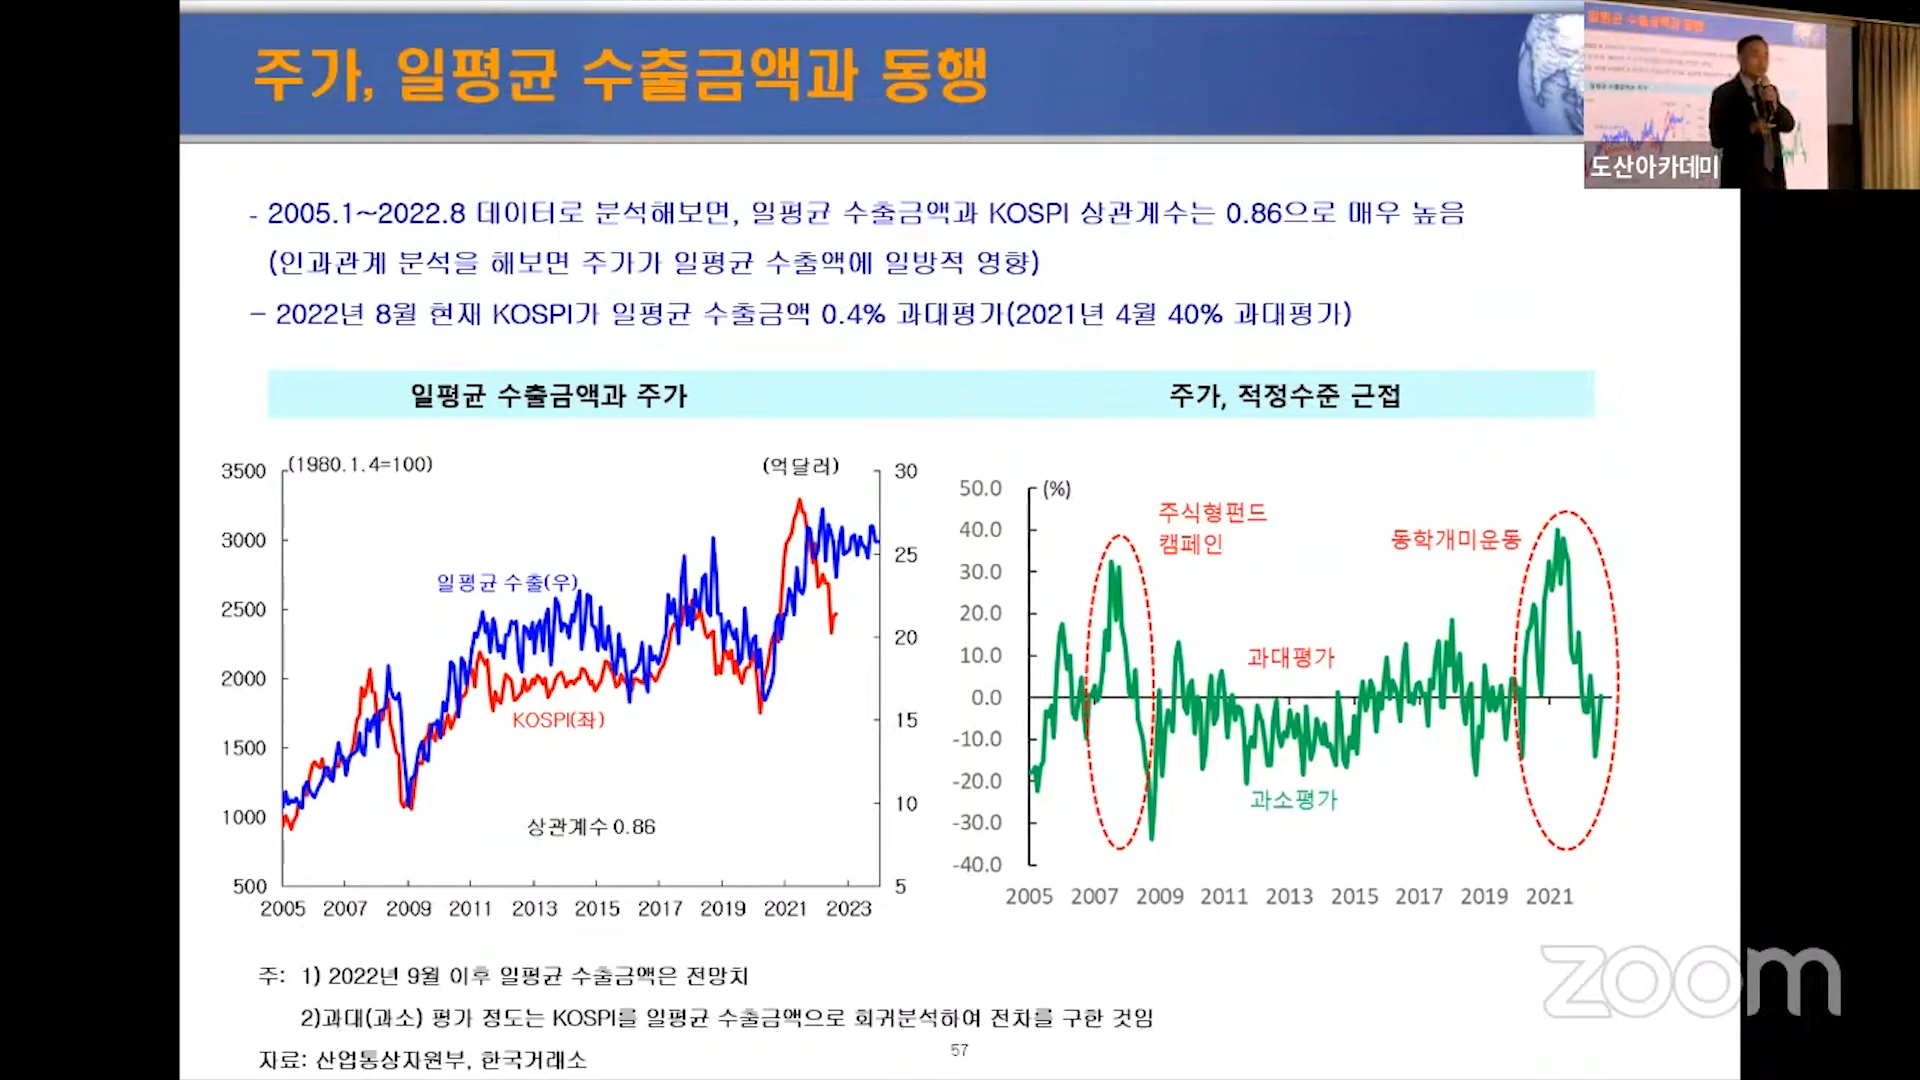 주가, 일평균 수출금액과 동행
도산아카데미
- 2005.1~2022.8 데이터로 분석해보면, 일평균 수출금액과 KOSPI 상관계수는 0.86으로 매우 높음
(인과관계 분석을 해보면 주가가 일평균 수출액에 일방적 영향)
- 2022년 8월 현재 KOSPI가 일평균 수출금액 0.4% 과대평가(2021년 4월 40% 과대평가)
일평균 수출금액과 주가
주가, 적정수준 근접
(1980.1.4=100)
(억달러)
3500
3000
2500
2000
1500
1000
500
30
25
20
15
10
5
일평균 수출(우)
KOSPI(좌)
상관계수 0.86
2005 2007 2009 2011 2013 2015 2017 2019 2021 2023
(%)
50.0
40.0
30.0
20.0
10.0
0.0
-10.0
-20.0
-30.0
-40.0
주식형펀드
캠페인
동학개미운동
과대평가
과소평가
2005 2007 2009 2011 2013 2015 2017 2019 2021
주: 1) 2022년 9월 이후 일평균 수출금액은 전망치
2)과대(과소) 평가 정도는 KOSPI를 일평균 수출금액으로 회귀분석하여 전차를 구한 것임
자료: 산업통상자원부, 한국거래소
57
zoom